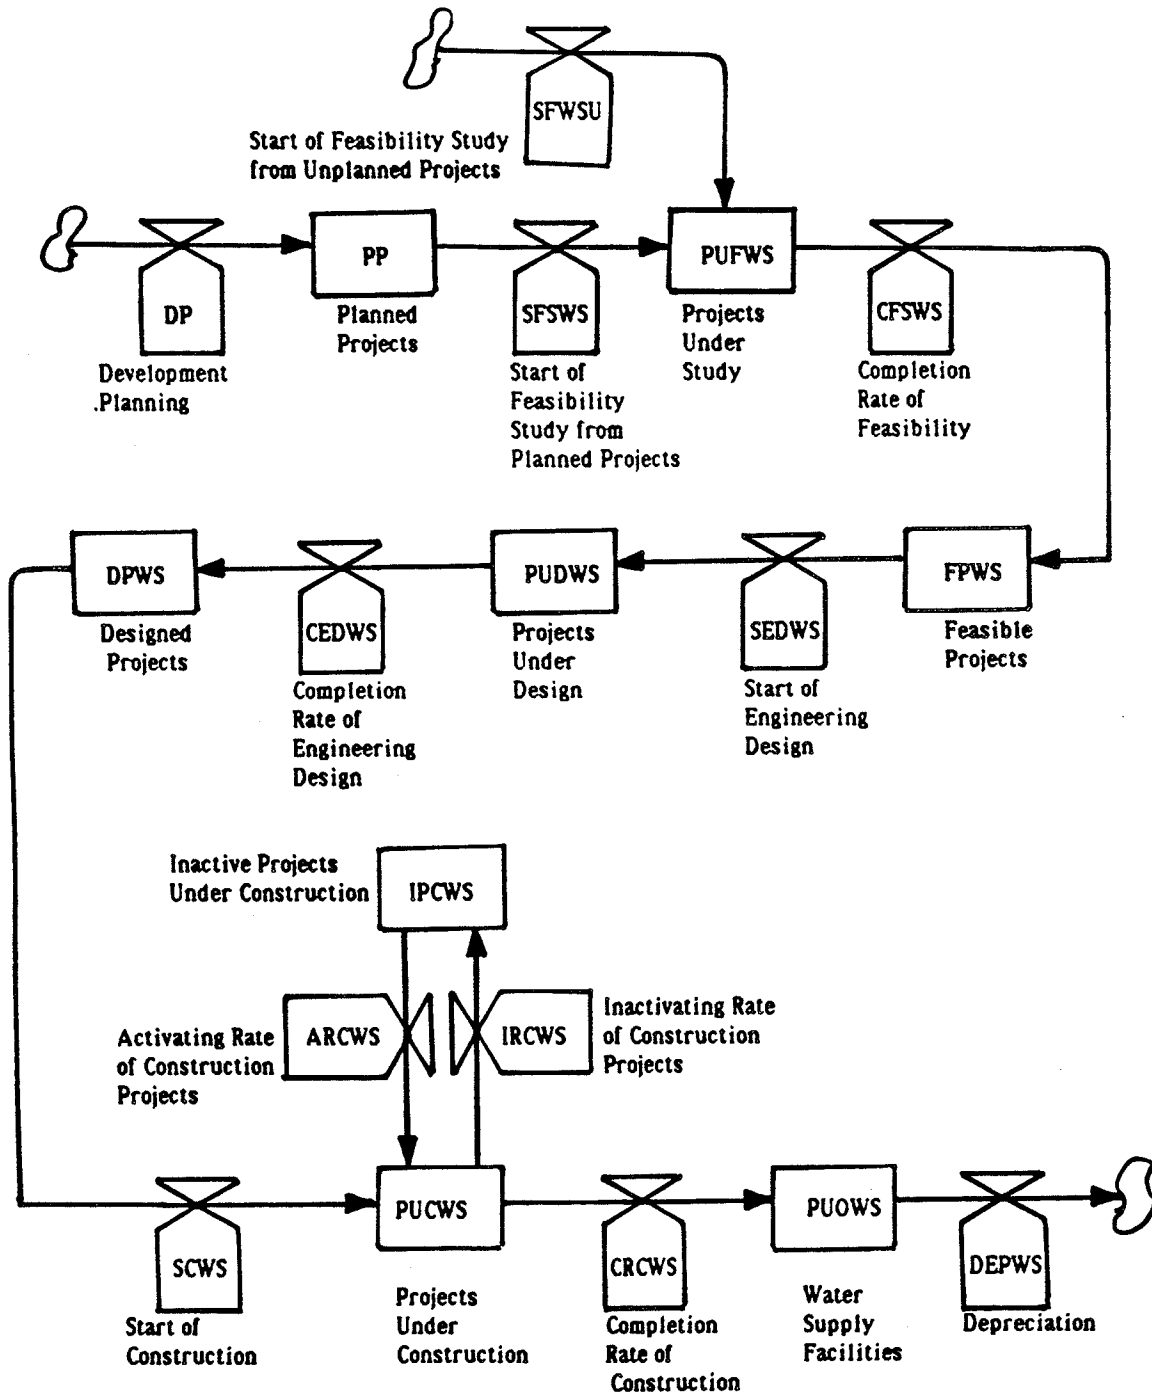 SFWSU
Start of Feasibility Study
from Unplanned Projects
DP
Development
.Planning
PP
Planned
Projects
SFSWS
Start of
Feasibility
Study from
Planned Projects
PUFWS
Projects
Under
Study
CFSWS
Completion
Rate of
Feasibility
DPWS
Designed
Projects
CEDWS
Completion
Rate of
Engineering
Design
PUDWS
Projects
Under
Design
SEDWS
Start of
Engineering
Design
FPWS
Feasible
Projects
Inactive Projects
Under Construction
IPCWS
Activating Rate
of Construction
Projects
ARCWS
IRCWS
Inactivating Rate
of Construction
Projects
SCWS
Start of
Construction
PUCWS
Projects
Under
Construction
CRCWS
Completion
Rate of
Construction
PUOWS
Water
Supply
Facilities
DEPWS
Depreciation